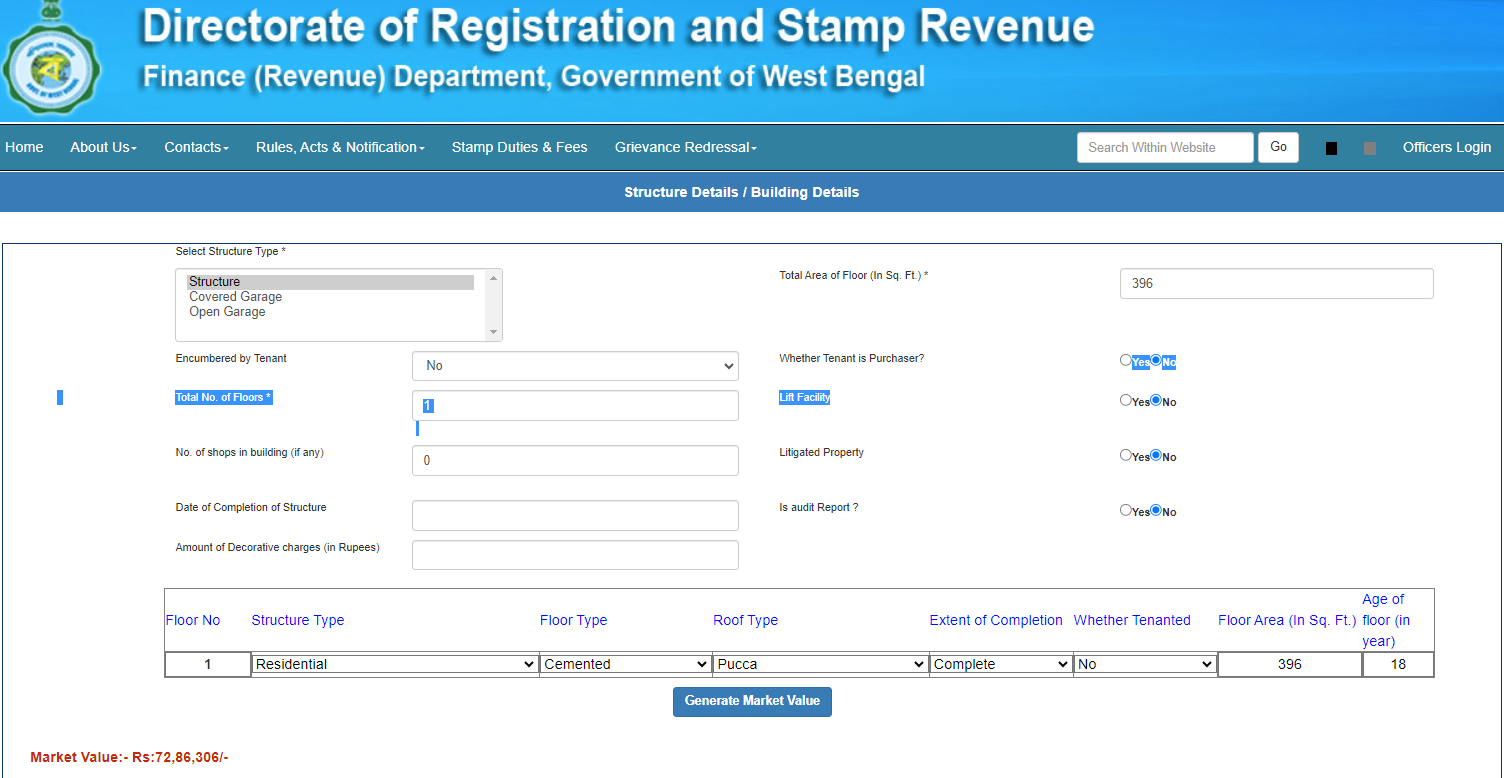 Directorate of Registration and Stamp Revenue
Finance (Revenue) Department, Government of West Bengal
Home About Us Contacts Rules, Acts & Notification Stamp Duties & Fees Grievance Redressal Search Within Website Go Officers Login
Structure Details / Building Details
Select Structure Type *
Structure
Covered Garage
Open Garage
Total Area of Floor (In Sq. Ft.) * 396
Encumbered by Tenant No Whether Tenant is Purchaser? Yes No
Total No. of Floors * 1 Lift Facility Yes No
No. of shops in building (if any) 0 Litigated Property Yes No
Date of Completion of Structure Is audit Report ? Yes No
Amount of Decorative charges (in Rupees)
Floor No Structure Type Floor Type Roof Type Extent of Completion Whether Tenanted Floor Area (In Sq. Ft.) Age of floor (in year)
1 Residential Cemented Pucca Complete No 396 18
Generate Market Value
Market Value:- Rs:72,86,306/-